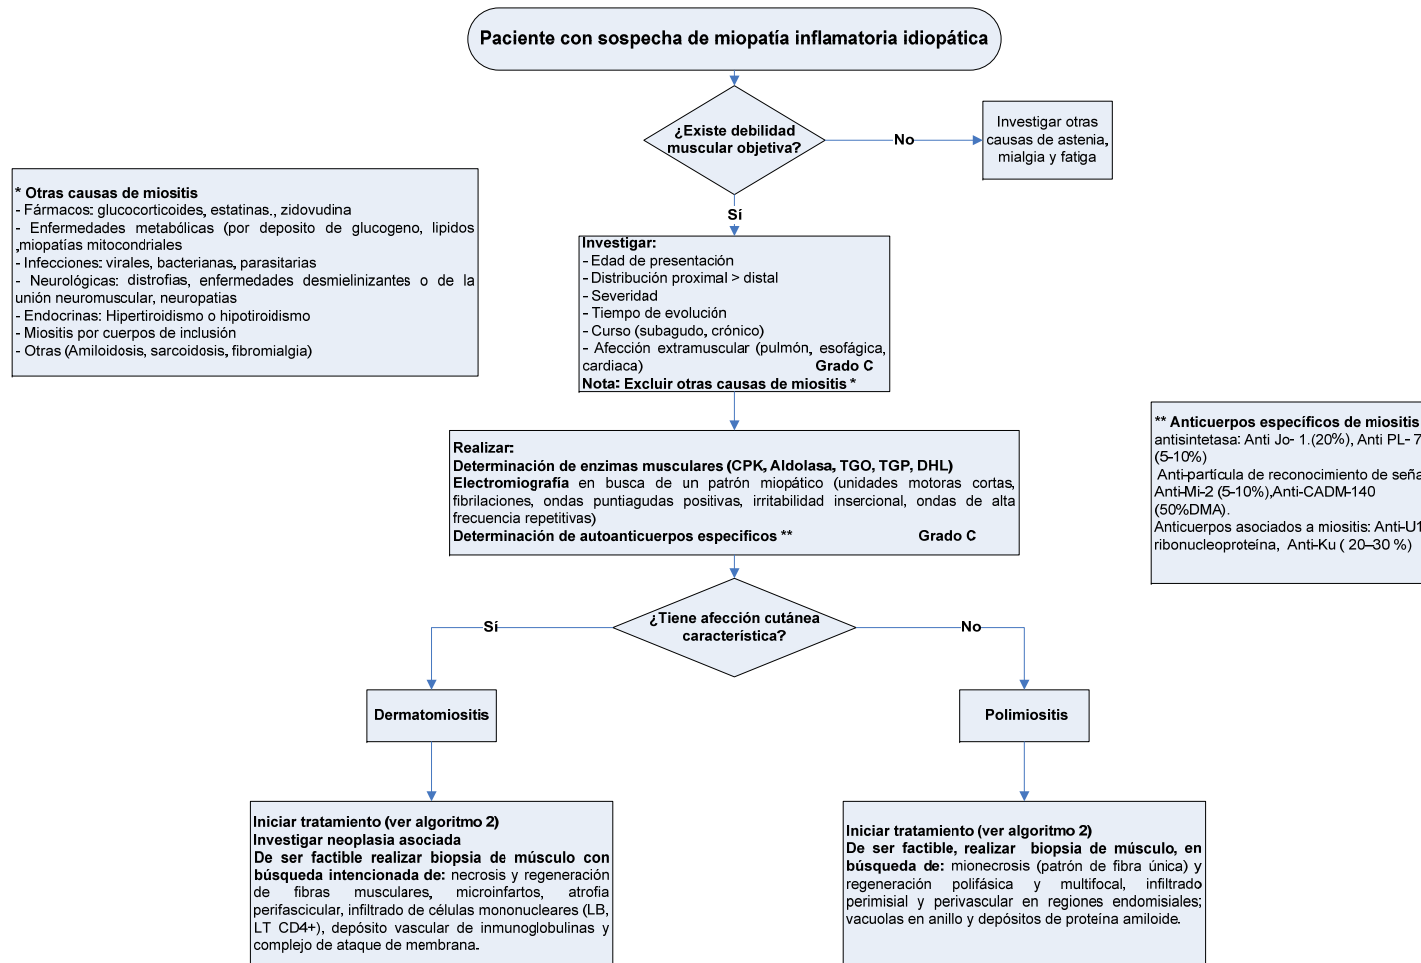 Paciente con sospecha de miopatía inflamatoria idiopática
¿Existe debilidad
muscular objetiva?
No
Investigar otras
causas de astenia,
mialgia y fatiga
* Otras causas de miositis
- Fármacos: glucocorticoides, estatinas., zidovudina
- Enfermedades metabólicas (por deposito de glucogeno, lipidos
,miopatías mitocondriales
- Infecciones: virales, bacterianas, parasitarias
- Neurológicas: distrofias, enfermedades desmielinizantes o de la
unión neuromuscular, neuropatias
- Endocrinas: Hipertiroidismo o hipotiroidismo
- Miositis por cuerpos de inclusión
- Otras (Amiloidosis, sarcoidosis, fibromialgia)
Sí
Investigar:
- Edad de presentación
- Distribución proximal > distal
- Severidad
- Tiempo de evolución
- Curso (subagudo, crónico)
- Afección extramuscular (pulmón, esofágica,
cardiaca) Grado C
Nota: Excluir otras causas de miositis *
Realizar:
Determinación de enzimas musculares (CPK, Aldolasa, TGO, TGP, DHL)
Electromiografía en busca de un patrón miopático (unidades motoras cortas,
fibrilaciones, ondas puntiagudas positivas, irritabilidad insercional, ondas de alta
frecuencia repetitivas)
Determinación de autoanticuerpos especificos ** Grado C
** Anticuerpos específicos de miositis
antisintetasa: Anti Jo- 1.(20%), Anti PL- 7
(5-10%)
Anti-partícula de reconocimiento de seña
Anti-Mi-2 (5-10%),Anti-CADM-140
(50%DMA).
Anticuerpos asociados a miositis: Anti-U1
ribonucleoproteína, Anti-Ku ( 20–30 %)
¿Tiene afección cutánea
característica?
Sí
No
Dermatomiositis
Polimiositis
Iniciar tratamiento (ver algoritmo 2)
Investigar neoplasia asociada
De ser factible realizar biopsia de músculo con
búsqueda intencionada de: necrosis y regeneración
de fibras musculares, microinfartos, atrofia
perifascicular, infiltrado de células mononucleares (LB,
LT CD4+), depósito vascular de inmunoglobulinas y
complejo de ataque de membrana.
Iniciar tratamiento (ver algoritmo 2)
De ser factible, realizar biopsia de músculo, en
búsqueda de: mionecrosis (patrón de fibra única) y
regeneración polifásica y multifocal, infiltrado
perimisial y perivascular en regiones endomisiales;
vacuolas en anillo y depósitos de proteína amiloide.